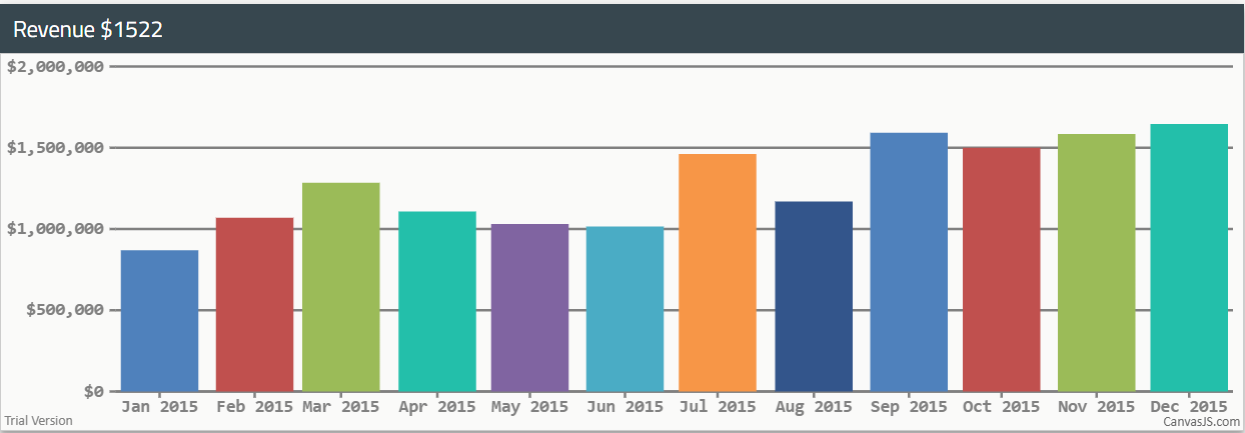 Revenue $1522
$2,000,000
$1,500,000
$1,000,000
$500,000
$0
Jan 2015 Feb 2015 Mar 2015 Apr 2015 May 2015 Jun 2015 Jul 2015 Aug 2015 Sep 2015 Oct 2015 Nov 2015 Dec 2015
Trial Version CanvasJS.com